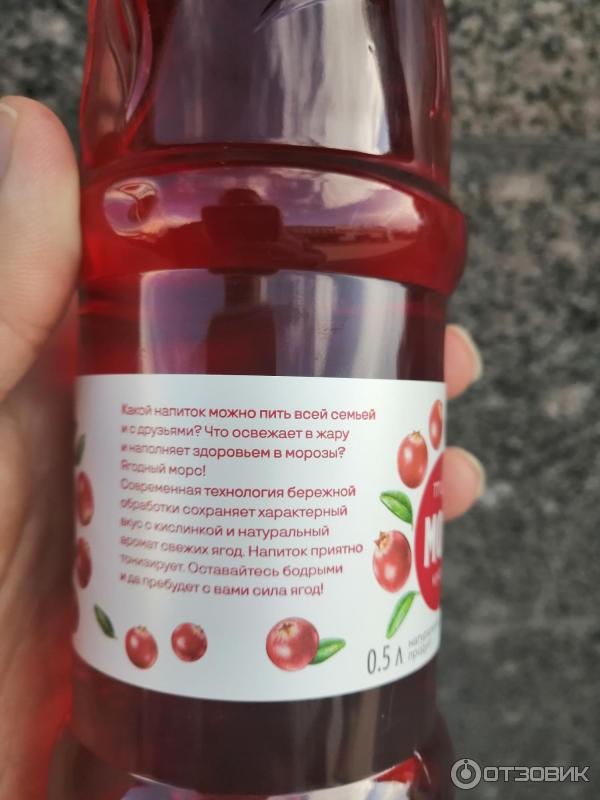 Какой напиток можно пить всей семьей
и с друзьями? Что освежает в жару
и наполняет здоровьем в морозы?
Ягодный морс!
Современная технология бережной
обработки сохраняет характерный
вкус с кислинкой и натуральный
аромат свежих ягод. Напиток приятно
тонизирует. Оставайтесь бодрыми
и да пребудет с вами сила ягод!
0.5 л
ОТЗОВИК